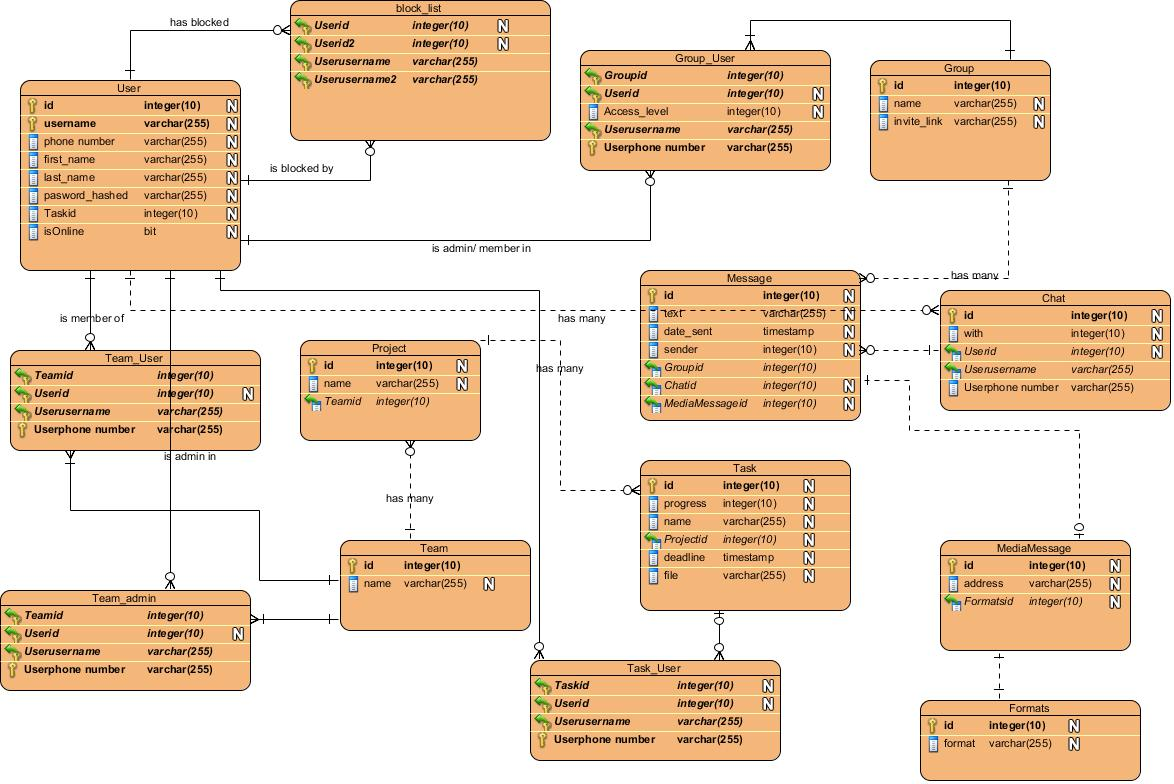 block_list
Userid integer(10) N
Userid2 integer(10) N
Userusername varchar(255)
Userusername2 varchar(255)
has blocked
User
id integer(10) N
username varchar(255) N
phone number varchar(255) N
first_name varchar(255) N
last_name varchar(255) N
pasword_hashed varchar(255) N
Taskid integer(10) N
isOnline bit N
is blocked by
is admin/ member in
Group_User
Groupid integer(10)
Userid integer(10) N
Access_level integer(10) N
Userusername varchar(255)
Userphone number varchar(255)
Group
id integer(10)
name varchar(255) N
invite_link varchar(255) N
has many
Message
id integer(10) N
text varchar(255) N
date_sent timestamp N
sender integer(10) N
Groupid integer(10)
Chatid integer(10) N
MediaMessageid integer(10) N
Chat
id integer(10) N
with integer(10) N
Userid integer(10) N
Userusername varchar(255)
Userphone number varchar(255)
is member of
has many
Team_User
Teamid integer(10)
Userid integer(10) N
Userusername varchar(255)
Userphone number varchar(255)
is admin in
Project
id integer(10) N
name varchar(255) N
Teamid integer(10)
has many
has many
Task
id integer(10) N
progress integer(10) N
name varchar(255) N
Projectid integer(10) N
deadline timestamp N
file varchar(255) N
Team
id integer(10)
name varchar(255) N
MediaMessage
id integer(10) N
address varchar(255) N
Formatsid integer(10) N
Team_admin
Teamid integer(10)
Userid integer(10) N
Userusername varchar(255)
Userphone number varchar(255)
Task_User
Taskid integer(10) N
Userid integer(10) N
Userusername varchar(255)
Userphone number varchar(255)
Formats
id integer(10) N
format varchar(255) N